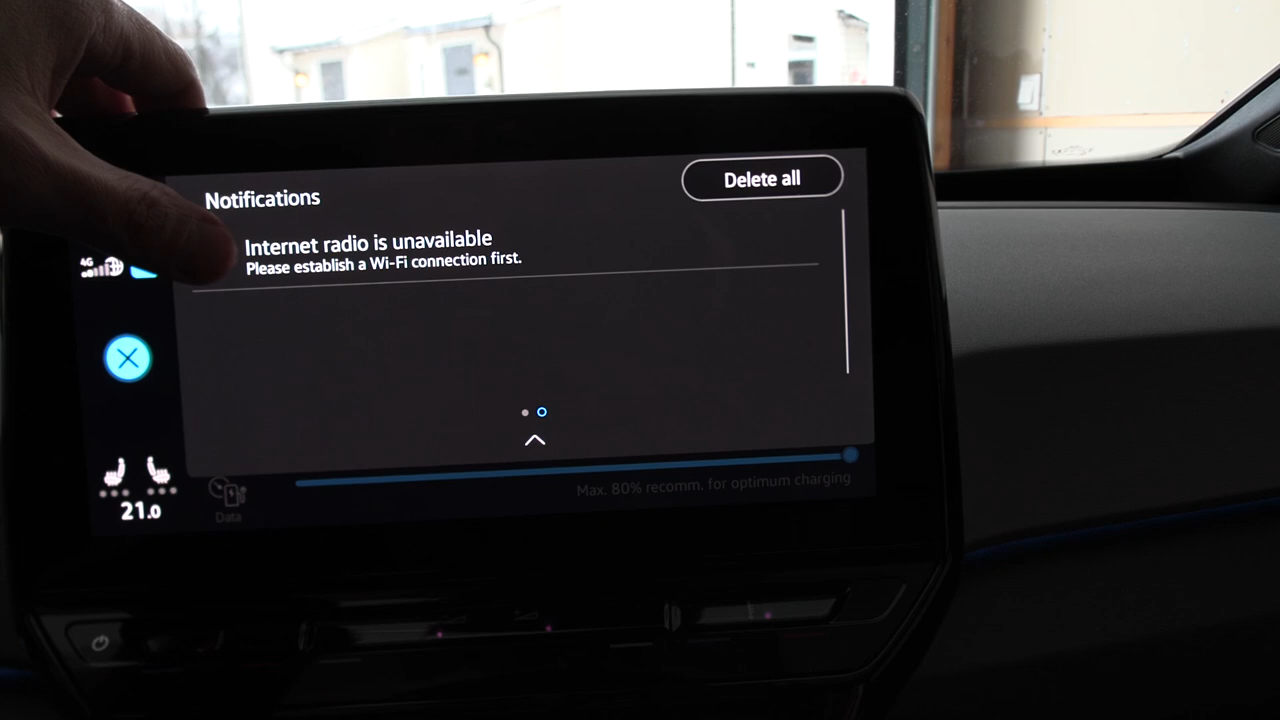 Notifications
Delete all
Internet radio is unavailable
Please establish a Wi-Fi connection first.
4G
21.0
Max. 80% recomm. for optimum charging
Data